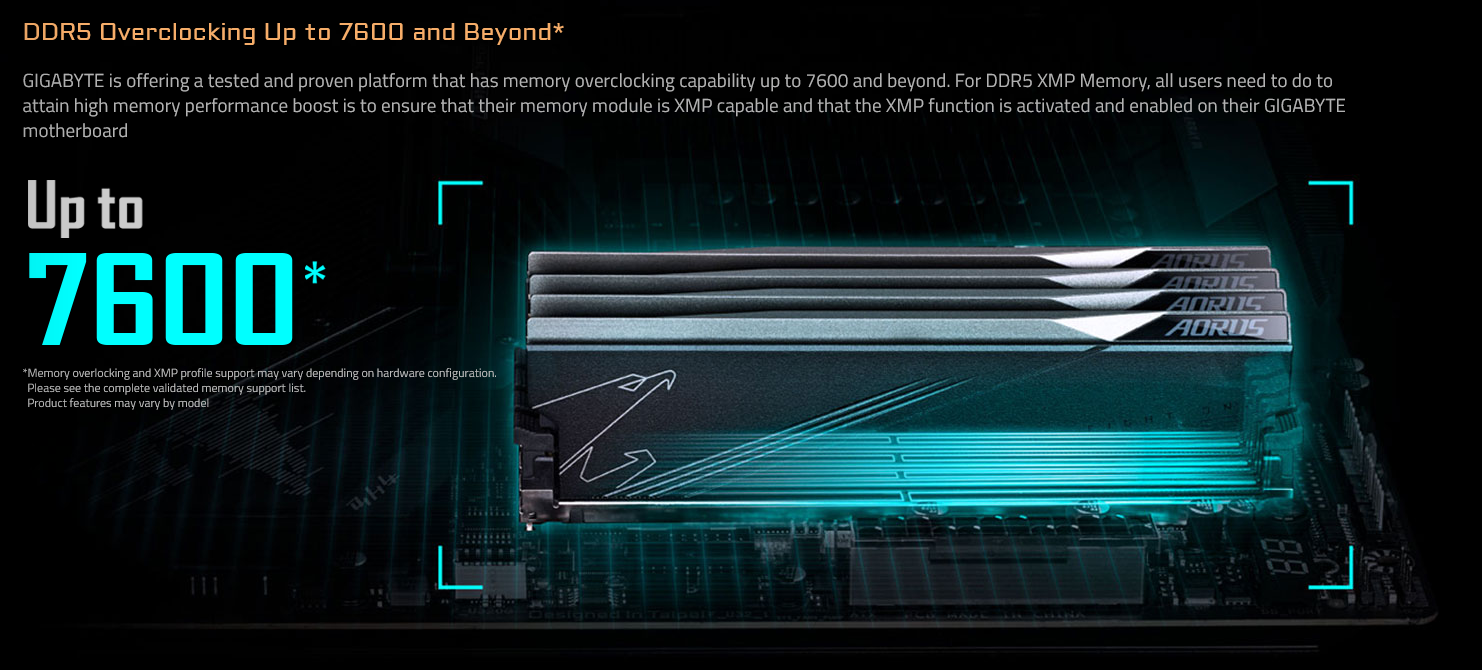 DDR5 Overclocking Up to 7600 and Beyond*
GIGABYTE is offering a tested and proven platform that has memory overclocking capability up to 7600 and beyond. For DDR5 XMP Memory, all users need to do to
attain high memory performance boost is to ensure that their memory module is XMP capable and that the XMP function is activated and enabled on their GIGABYTE
motherboard
Up to
7600*
*Memory overlocking and XMP profile support may vary depending on hardware configuration.
Please see the complete validated memory support list.
Product features may vary by model
AORUS
AORUS
AORUS
AORUS
Designed in Taipei
PCB MADE IN CHINA